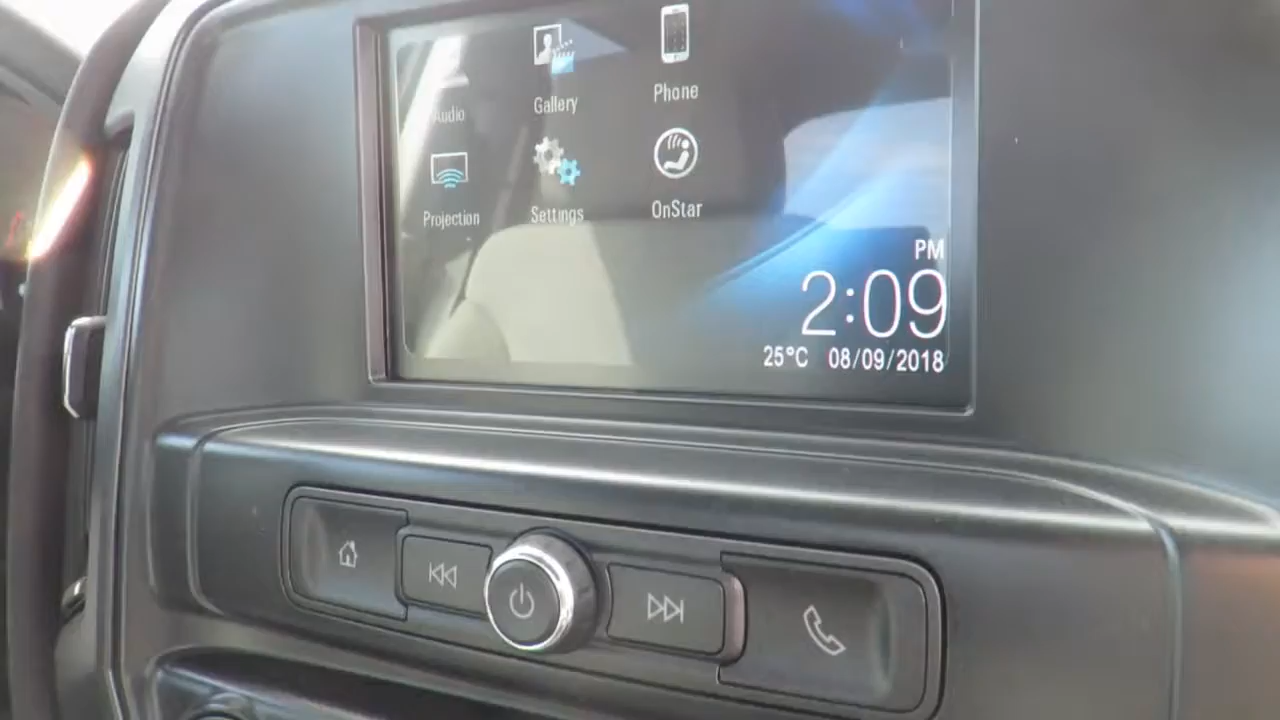 Audio
Gallery
Phone
Projection
Settings
OnStar
PM
2:09
25°C 08/09/2018